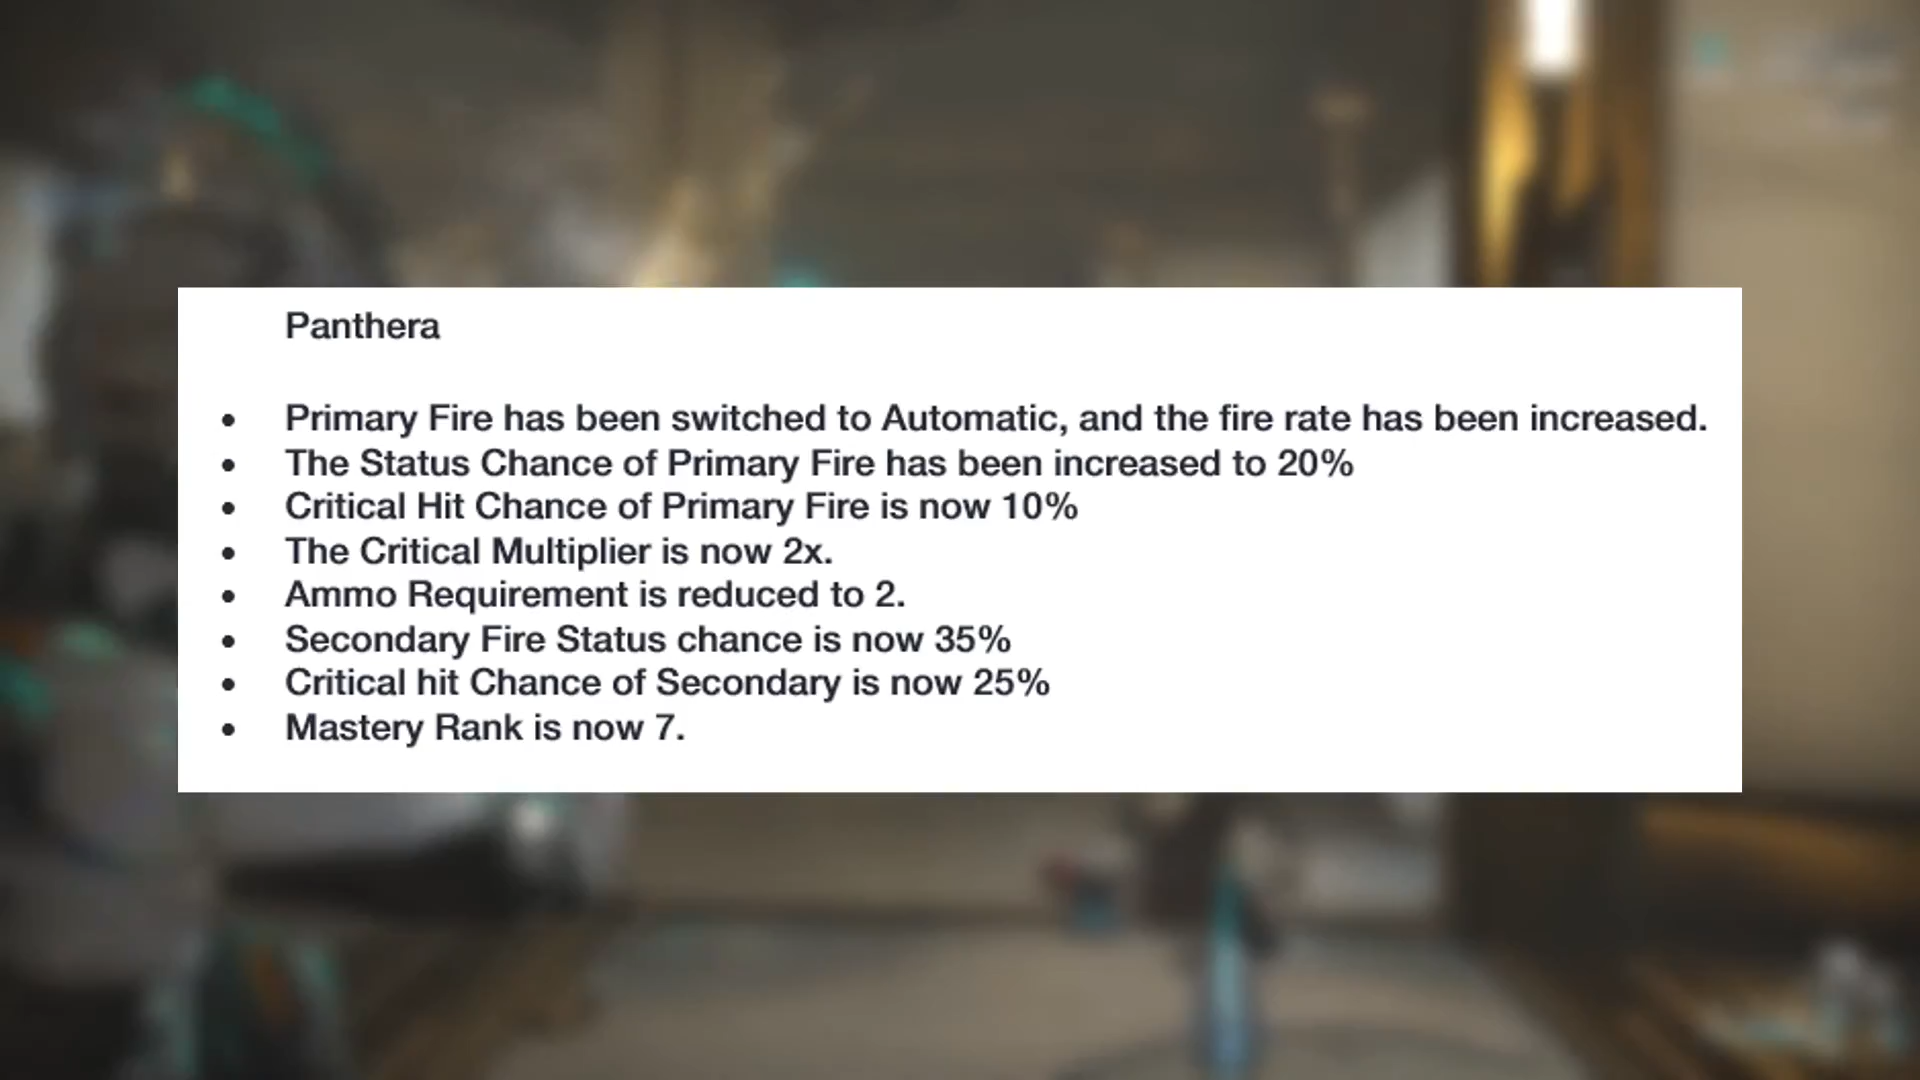 Panthera
• Primary Fire has been switched to Automatic, and the fire rate has been increased.
• The Status Chance of Primary Fire has been increased to 20%
• Critical Hit Chance of Primary Fire is now 10%
• The Critical Multiplier is now 2x.
• Ammo Requirement is reduced to 2.
• Secondary Fire Status chance is now 35%
• Critical hit Chance of Secondary is now 25%
• Mastery Rank is now 7.